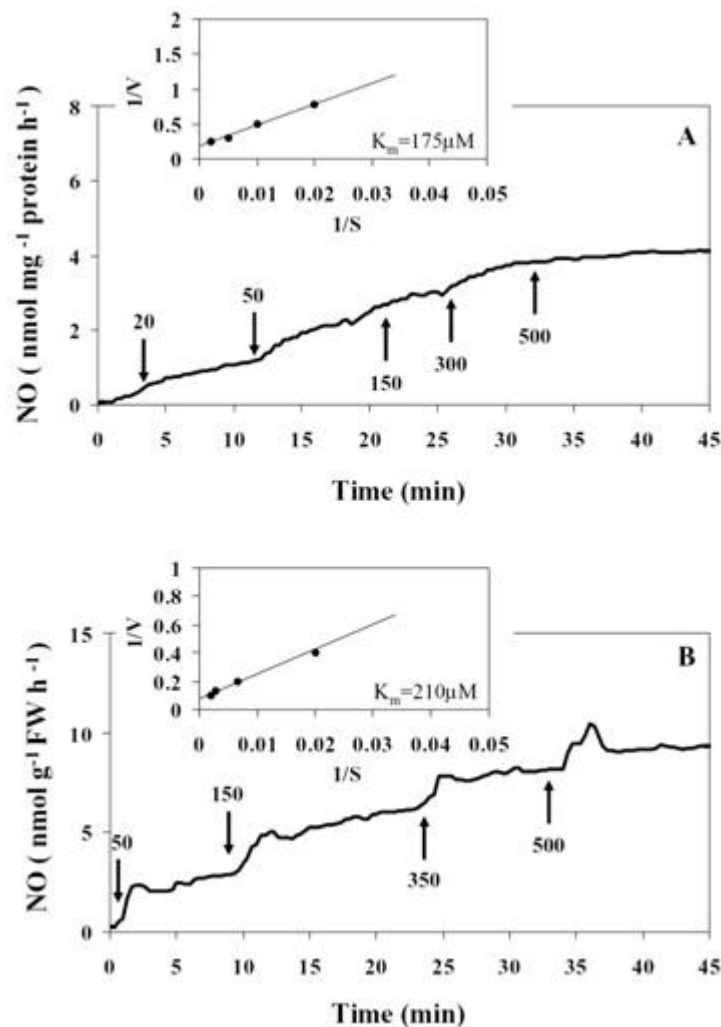 2
1.5
1
0.5
0
1/V
K_m=175µM
0 0.01 0.02 0.03 0.04 0.05
1/S
A
8
6
4
2
0
NO ( nmol mg ⁻¹ protein h⁻¹ )
20
50
150
300
500
0 5 10 15 20 25 30 35 40 45
Time (min)
1
0.8
0.6
0.4
0.2
0
1/V
K_m=210µM
0 0.01 0.02 0.03 0.04 0.05
1/S
B
15
10
5
0
NO ( nmol g⁻¹ FW h⁻¹ )
50
150
350
500
0 5 10 15 20 25 30 35 40 45
Time (min)